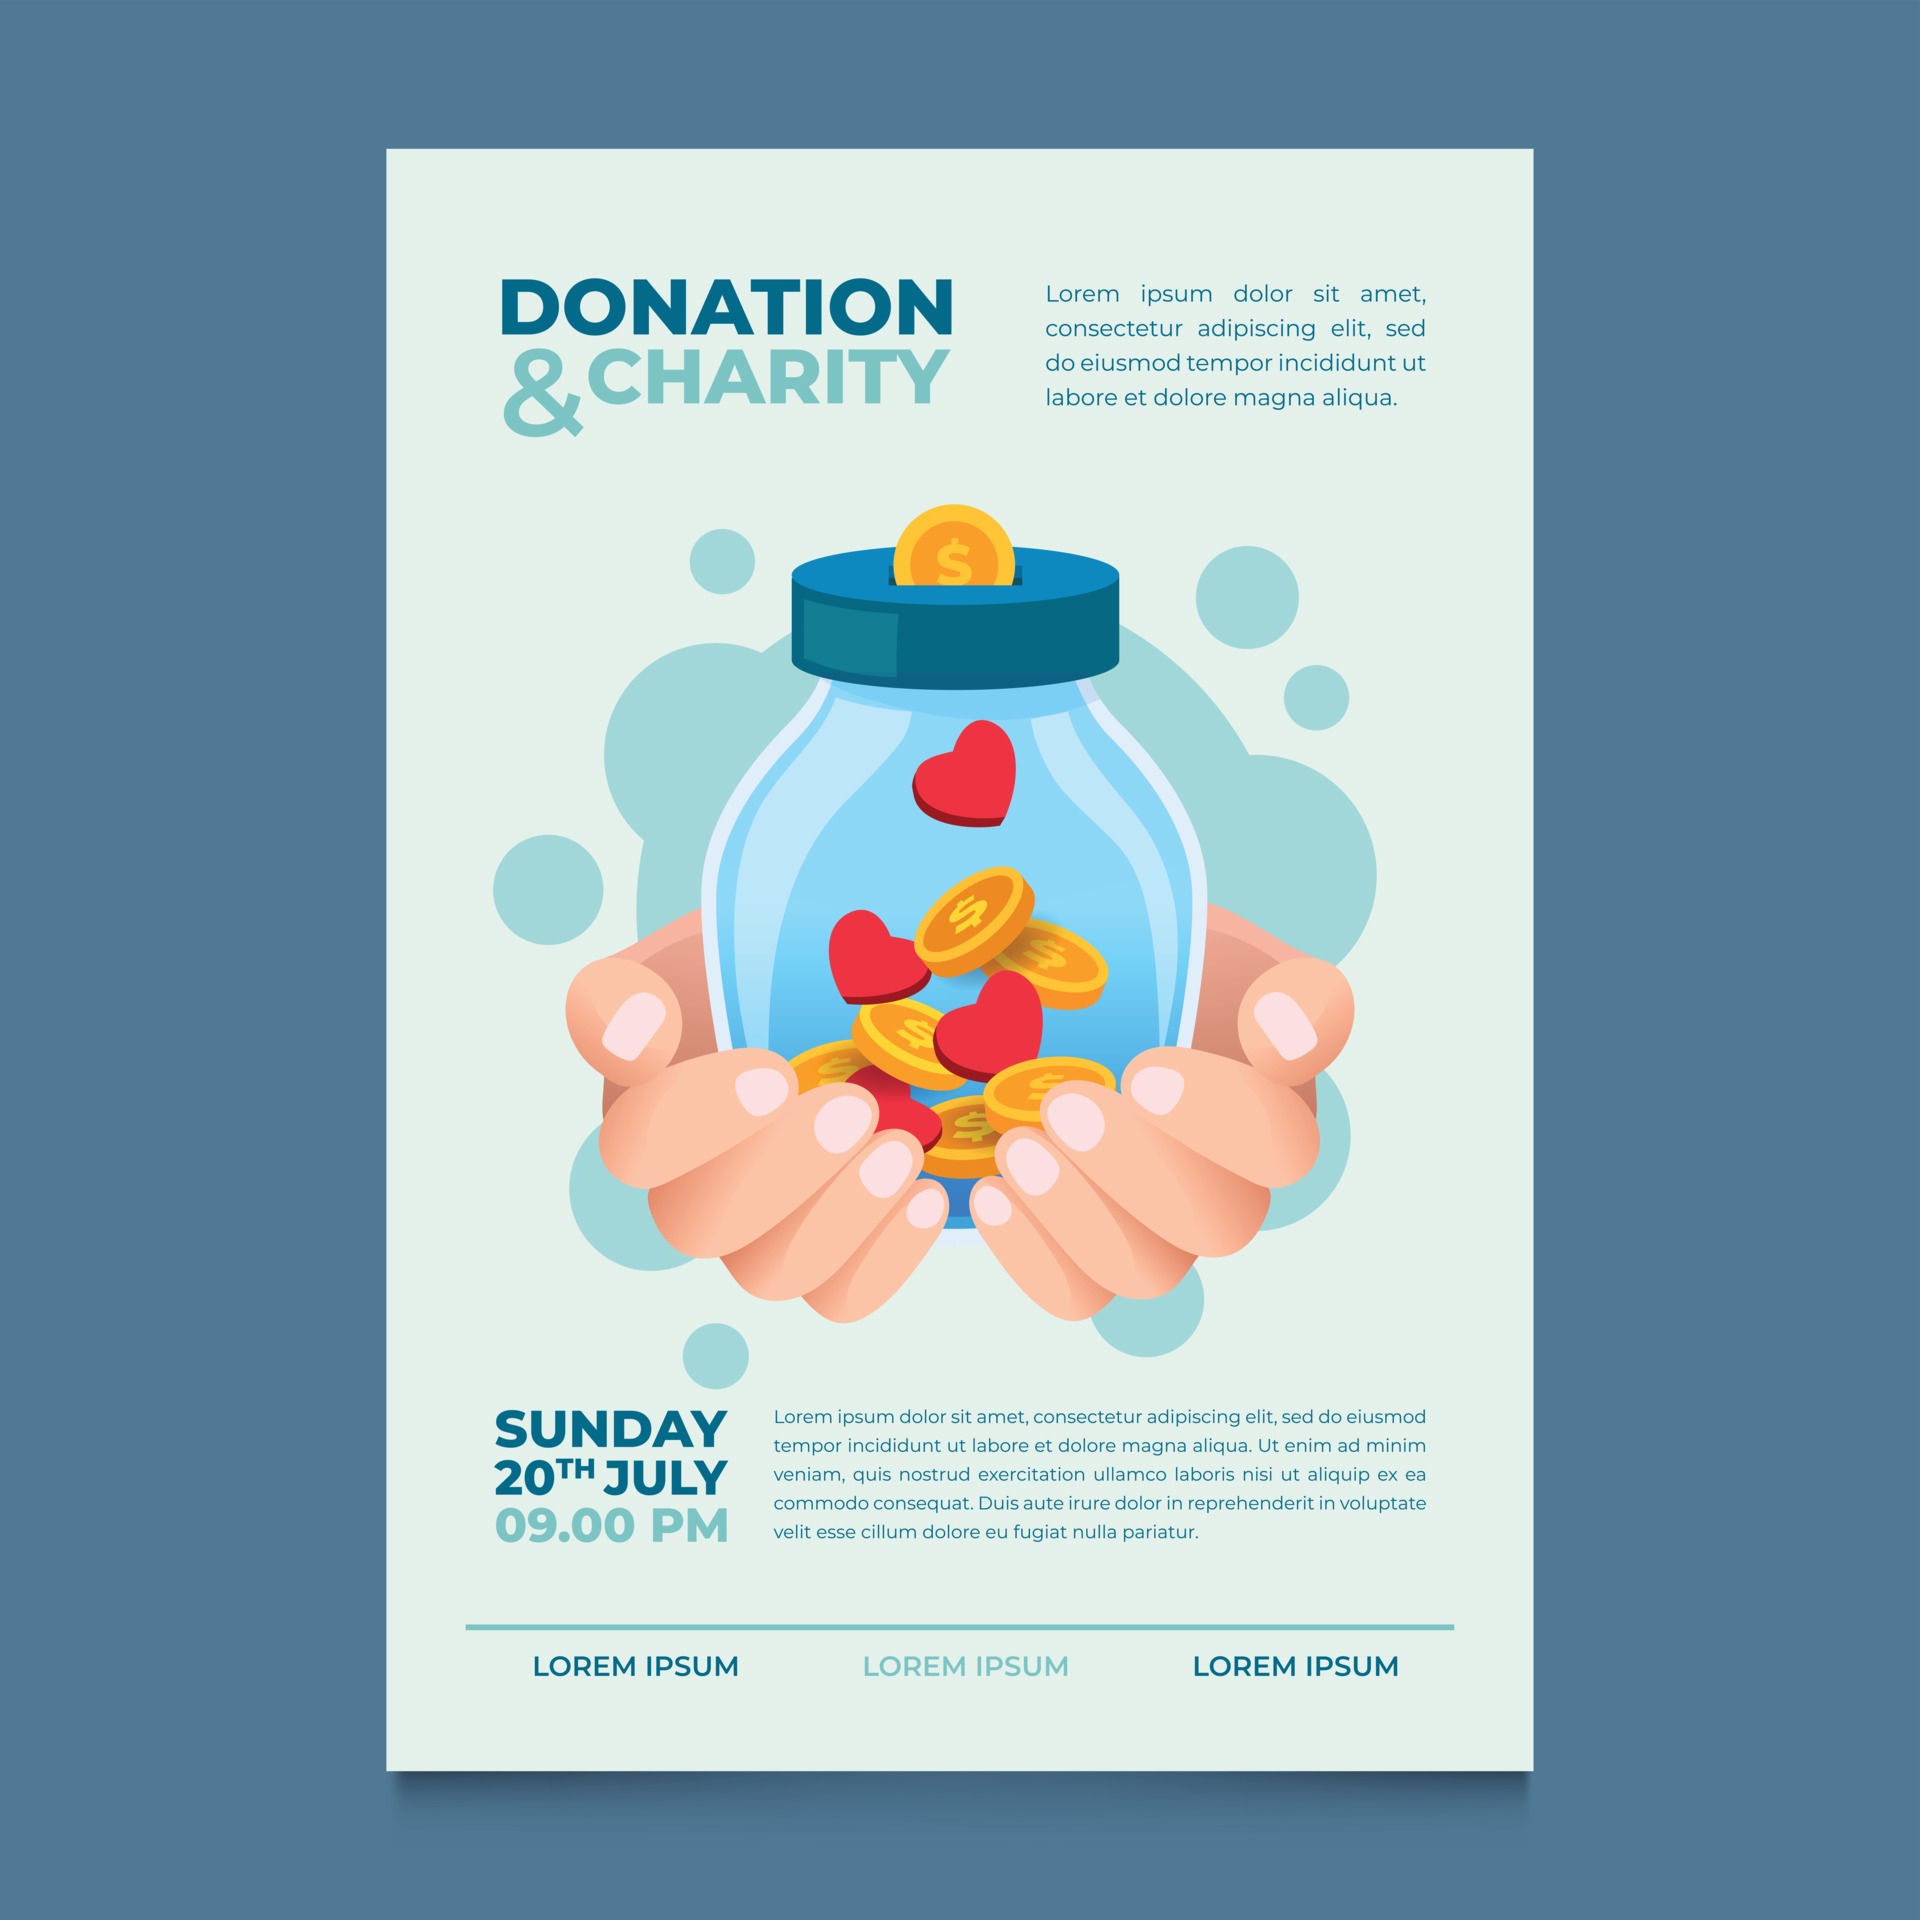 DONATION
& CHARITY
Lorem ipsum dolor sit amet,
consectetur adipiscing elit, sed
do eiusmod tempor incididunt ut
labore et dolore magna aliqua.
$
$
$
$
$
$
$
SUNDAY
20TH JULY
09.00 PM
Lorem ipsum dolor sit amet, consectetur adipiscing elit, sed do eiusmod
tempor incididunt ut labore et dolore magna aliqua. Ut enim ad minim
veniam, quis nostrud exercitation ullamco laboris nisi ut aliquip ex ea
commodo consequat. Duis aute irure dolor in reprehenderit in voluptate
velit esse cillum dolore eu fugiat nulla pariatur.
LOREM IPSUM LOREM IPSUM LOREM IPSUM